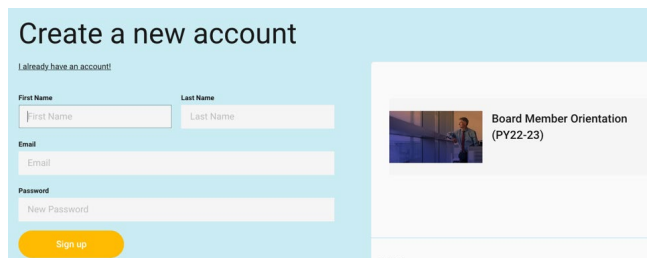 Create a new account
I already have an account!
First Name
Last Name
First Name
Last Name
Email
Email
Password
New Password
Sign up
Board Member Orientation
(PY22-23)